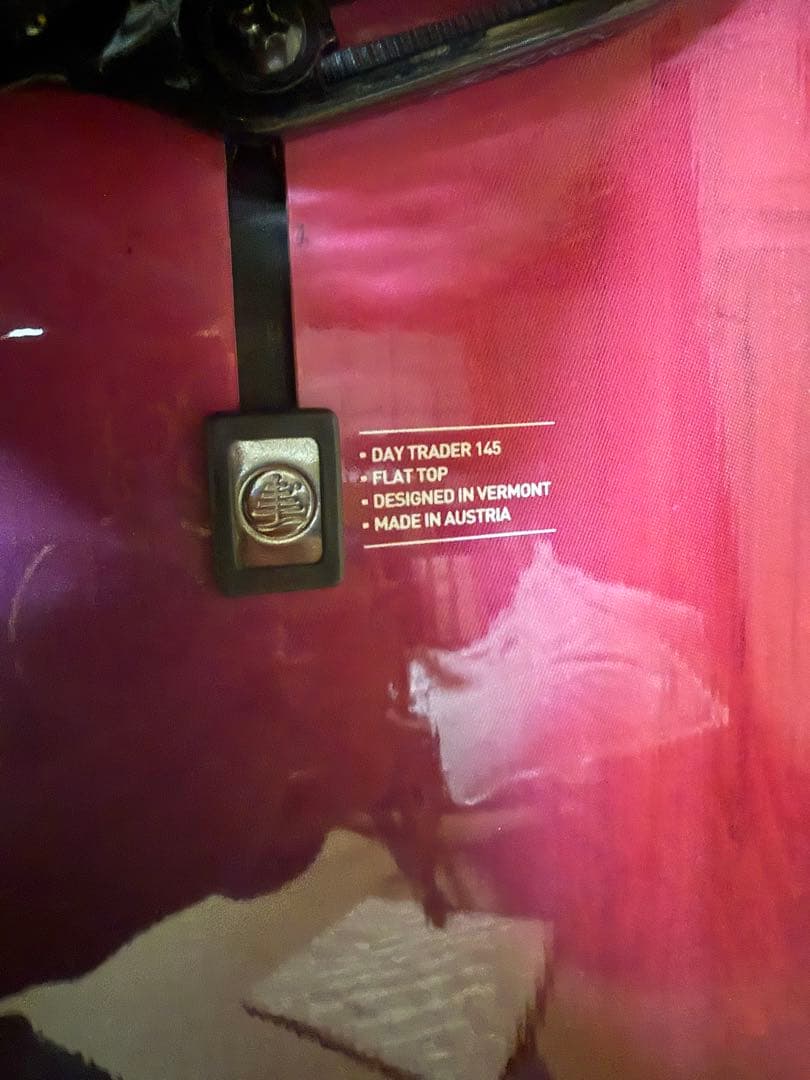 • DAY TRADER 145
• FLAT TOP
• DESIGNED IN VERMONT
• MADE IN AUSTRIA